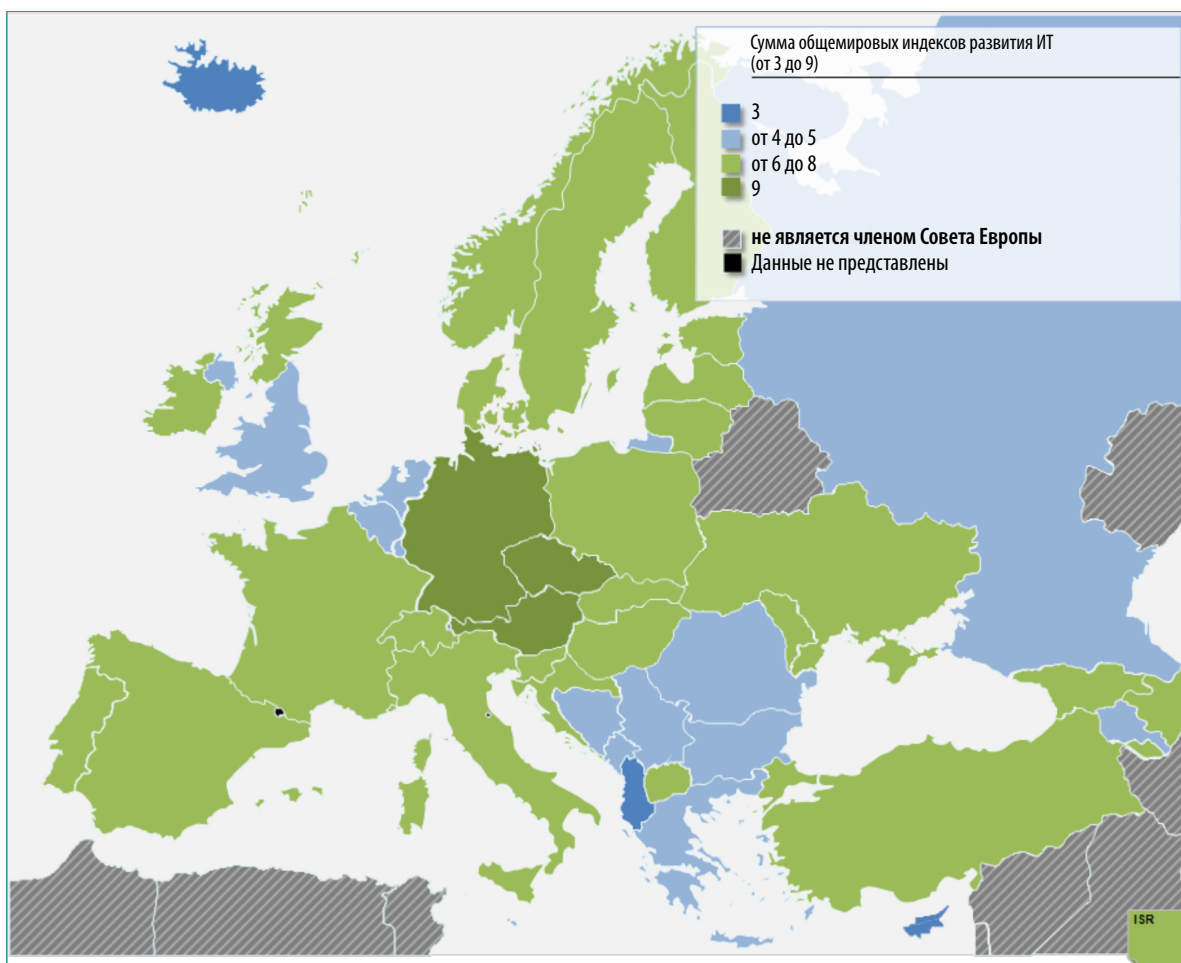 Сумма общемировых индексов развития ИТ
(от 3 до 9)
3
от 4 до 5
от 6 до 8
9
не является членом Совета Европы
Данные не представлены
ISR